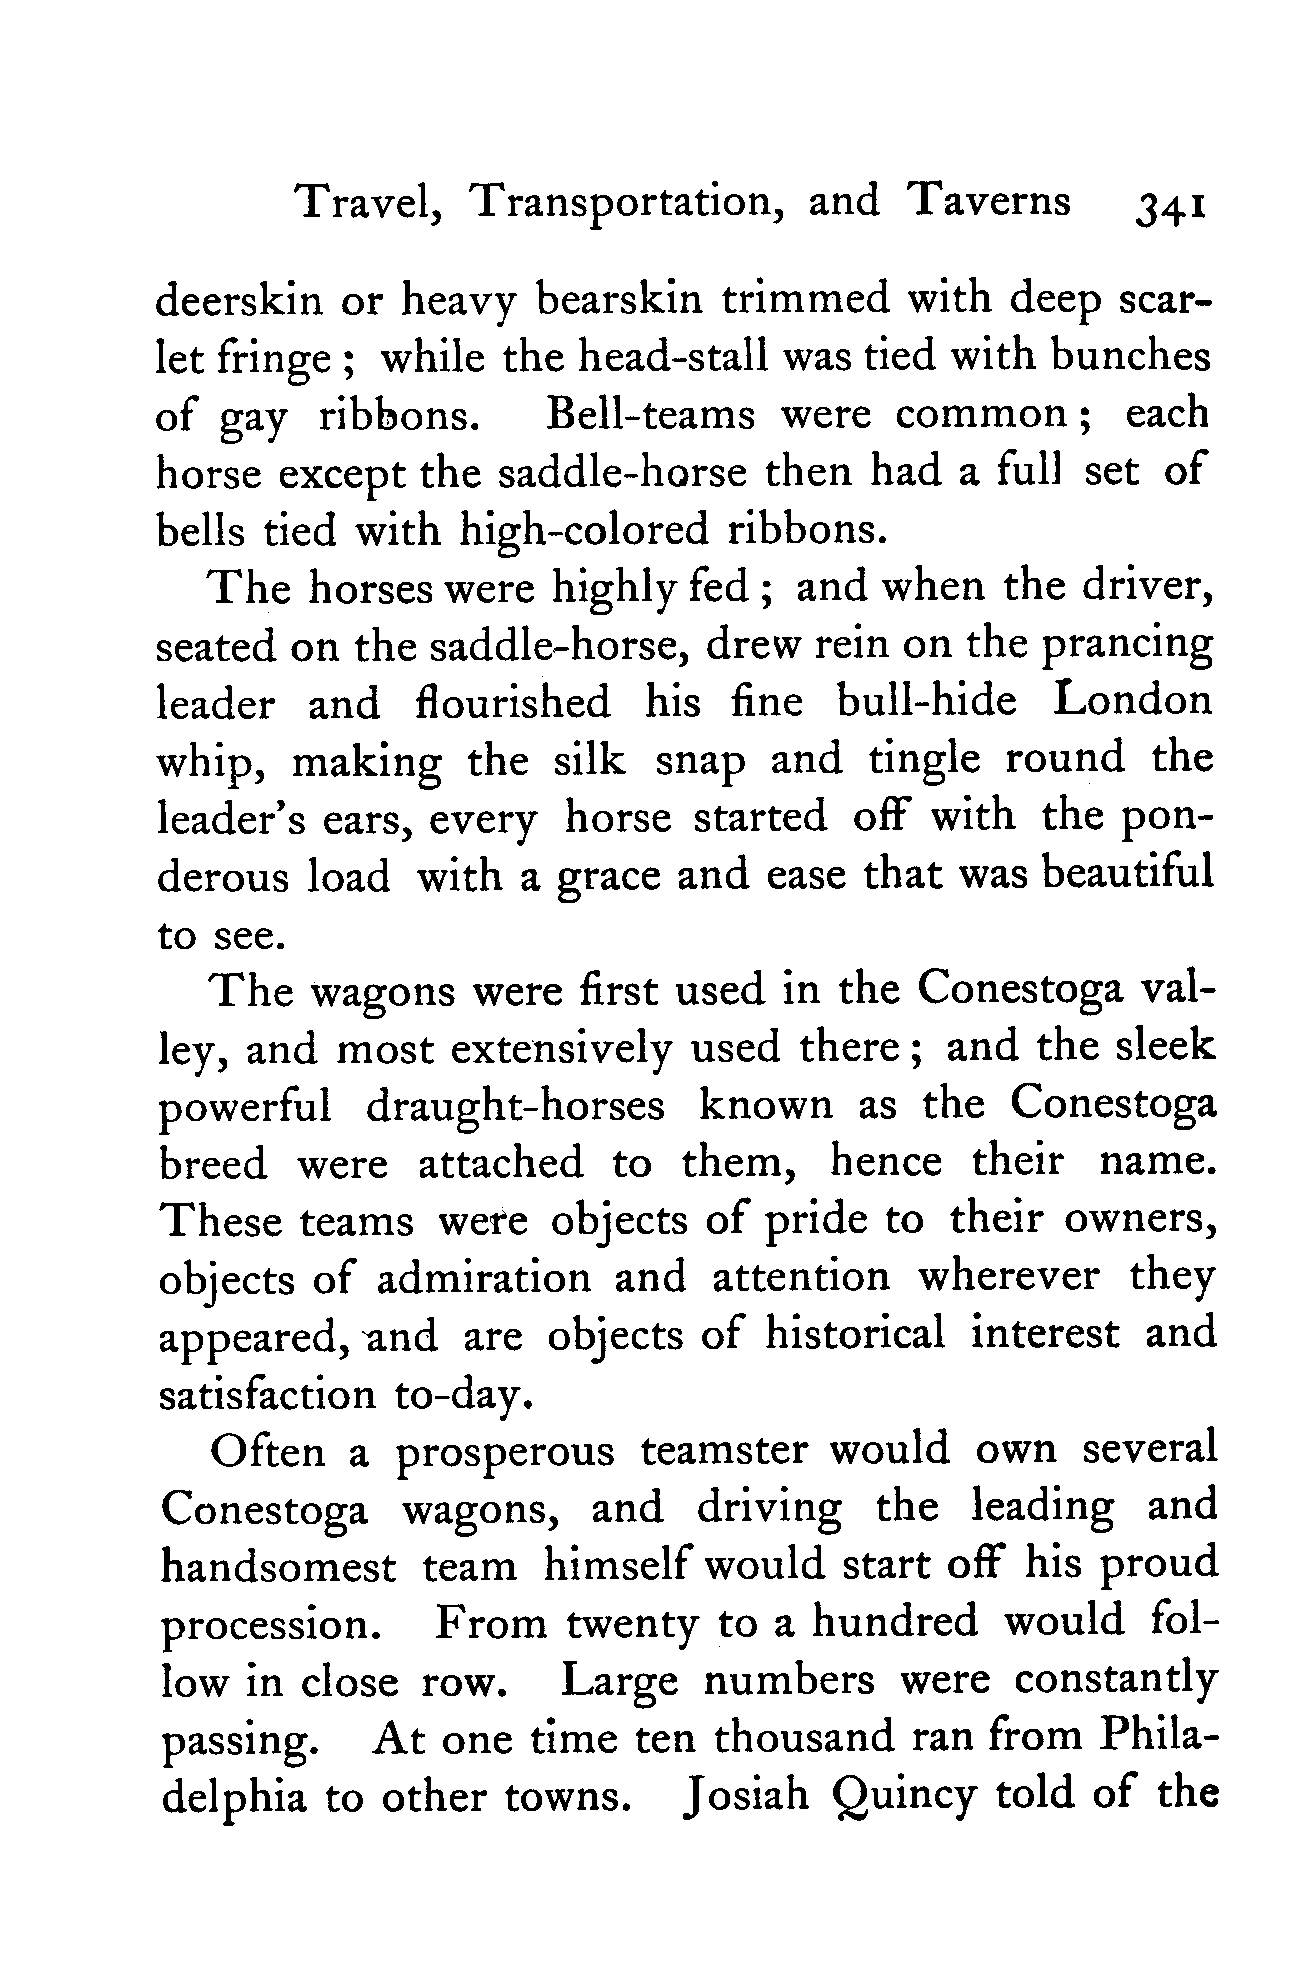 Travel, Transportation, and Taverns 341
deerskin or heavy bearskin trimmed with deep scar-
let fringe ; while the head-stall was tied with bunches
of gay ribbons. Bell-teams were common ; each
horse except the saddle-horse then had a full set of
bells tied with high-colored ribbons.
The horses were highly fed ; and when the driver,
seated on the saddle-horse, drew rein on the prancing
leader and flourished his fine bull-hide London
whip, making the silk snap and tingle round the
leader's ears, every horse started off with the pon-
derous load with a grace and ease that was beautiful
to see.
The wagons were first used in the Conestoga val-
ley, and most extensively used there ; and the sleek
powerful draught-horses known as the Conestoga
breed were attached to them, hence their name.
These teams were objects of pride to their owners,
objects of admiration and attention wherever they
appeared, and are objects of historical interest and
satisfaction to-day.
Often a prosperous teamster would own several
Conestoga wagons, and driving the leading and
handsomest team himself would start off his proud
procession. From twenty to a hundred would fol-
low in close row. Large numbers were constantly
passing. At one time ten thousand ran from Phila-
delphia to other towns. Josiah Quincy told of the